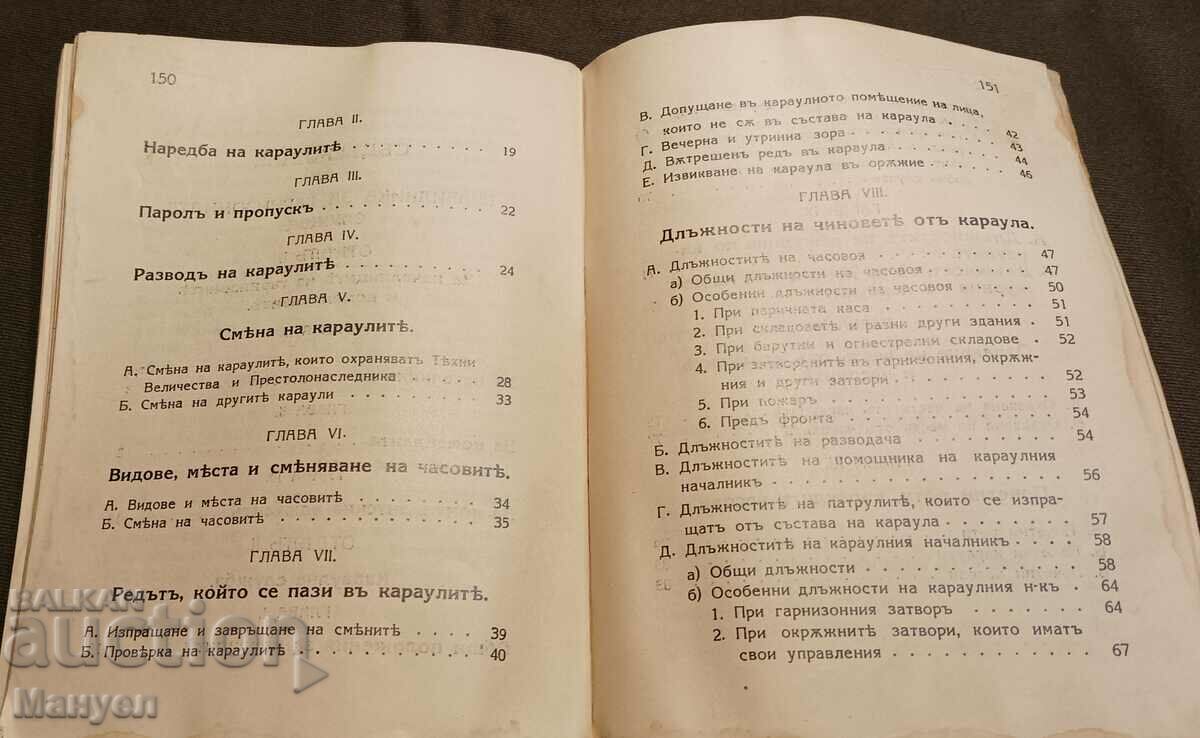 150
ГЛАВА II.
Наредба на караулитѣ . . . . . . . . . . 19
ГЛАВА III.
Паролъ и пропускъ . . . . . . . . . . . 22
ГЛАВА IV.
Разводъ на караулитѣ . . . . . . . . . . 24
ГЛАВА V.
Смѣна на караулитѣ.
А. Смѣна на караулитѣ, които охраняватъ Тѣхни
Величества и Престолонаследника . . . . . . . 28
Б. Смѣна на другитѣ караули . . . . . . . . . 33
ГЛАВА VI.
Видове, мѣста и смѣняване на часовитѣ.
А. Видове и мѣста на часовитѣ . . . . . . . . 34
Б. Смѣна на часовитѣ . . . . . . . . . . . . 35
ГЛАВА VII.
Редътъ, който се пази въ караулитѣ.
А. Изпращане и завръщане на смѣнитѣ . . . . . 39
Б. Провѣрка на караулитѣ . . . . . . . . . . 40
151
В. Допущане въ караулното помѣщение на лица,
които не сѫ въ състава на караула . . . . 42
Г. Вечерна и утринна зора . . . . . . . . . 43
Д. Вѫтрешенъ редъ въ караула . . . . . . . . 44
Е. Извикване на караула въ орѫжие . . . . . . 46
ГЛАВА VIII.
Длъжности на чиноветѣ отъ караула.
А. Длъжноститѣ на часовоя . . . . . . . . . 47
а) Общи длъжности на часовоя . . . . . . . 47
б) Особенни длъжности на часовоя . . . . . . 50
1. При паричната каса . . . . . . . . . 51
2. При складоветѣ и разни други здания . 51
3. При барутни и огнестрелни складове . . 52
4. При затворенитѣ въ гарнизонния, окрѫж-
ния и други затвори . . . . . . . . . 52
5. При пожаръ . . . . . . . . . . . . . 53
6. Предъ фронта . . . . . . . . . . . . 54
Б. Длъжноститѣ на разводача . . . . . . . . . 54
В. Длъжноститѣ на помощника на караулния
началникъ . . . . . . . . . . . . . . . 56
Г. Длъжноститѣ на патрулитѣ, които се изпра-
щатъ отъ състава на караула . . . . . . . . 57
Д. Длъжноститѣ на караулния началникъ . . . . 58
а) Общи длъжности . . . . . . . . . . . . 58
б) Особенни длъжности на караулния н-къ . . 64
1. При гарнизонния затворъ . . . . . . . 64
2. При окрѫжнитѣ затвори, които иматъ
свои управления . . . . . . . . . . . 67
BALKAN
auction
Мануел